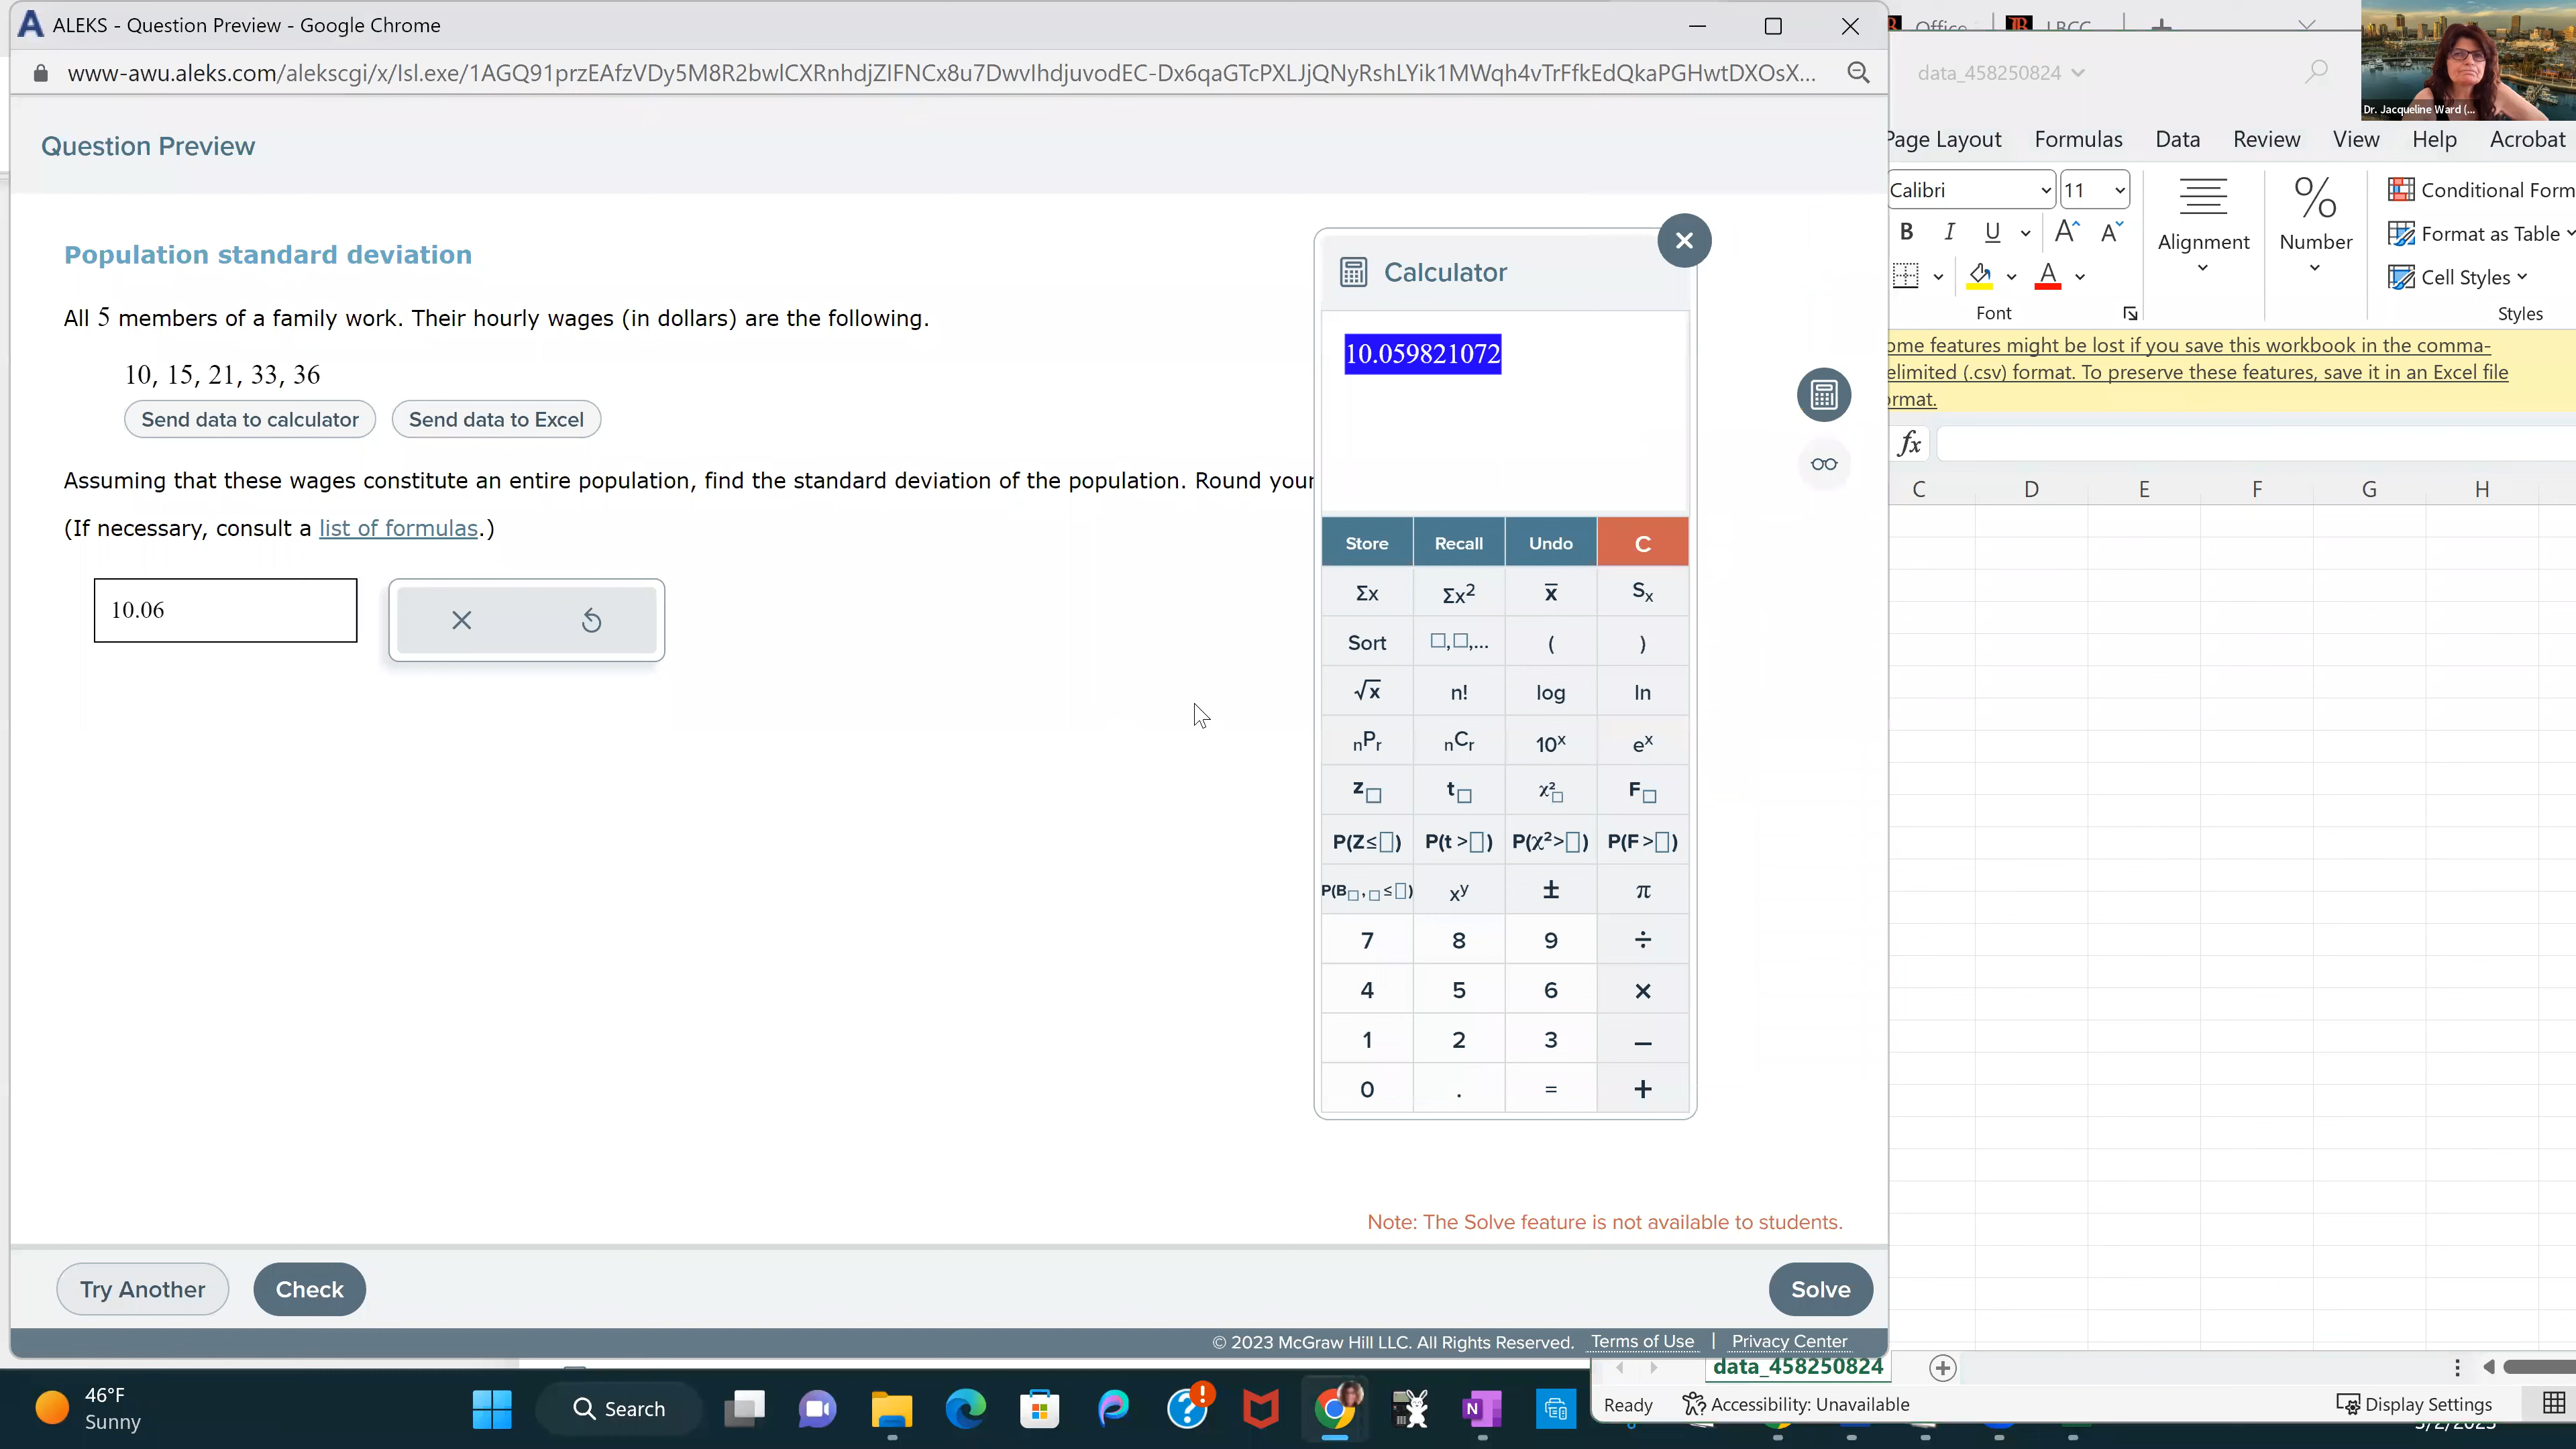 ALEKS - Question Preview - Google Chrome
www-awu.aleks.com/alekscgi/x/Isl.exe/1AGQ91przEAfzVDy5M8R2bwlCXRnhdjZIFNCx8u7DwvIhdjuvodEC-Dx6qaGTcPXLJjQNyRshLYik1MWqh4vTrFfkEdQkaPGHwtDXOsX...
Question Preview
Population standard deviation
All 5 members of a family work. Their hourly wages (in dollars) are the following.
10, 15, 21, 33, 36
Send data to calculator Send data to Excel
Assuming that these wages constitute an entire population, find the standard deviation of the population. Round your
(If necessary, consult a list of formulas.)
10.06
Calculator
10.059821072
Store Recall Undo C
Σx Σx² x̅ Sx
Sort □,□,... ( )
√x n! log ln
nPr nCr 10ˣ eˣ
z□ t□ χ²□ F□
P(Z≤□) P(t >□) P(χ²>□) P(F >□)
P(B□,□≤□) xʸ ± π
7 8 9 ÷
4 5 6 ×
1 2 3 −
0 . = +
Note: The Solve feature is not available to students.
Try Another Check Solve
© 2023 McGraw Hill LLC. All Rights Reserved. Terms of Use | Privacy Center
Office LBCC
data_458250824
Dr. Jacqueline Ward (...
Page Layout Formulas Data Review View Help Acrobat
Calibri 11
B I U A A
A
Alignment Number
%
Conditional Form
Format as Table
Cell Styles
Font Styles
ome features might be lost if you save this workbook in the comma-
elimited (.csv) format. To preserve these features, save it in an Excel file
ormat.
fx
C D E F G H
data_458250824
Ready Accessibility: Unavailable Display Settings
46°F
Sunny
Search